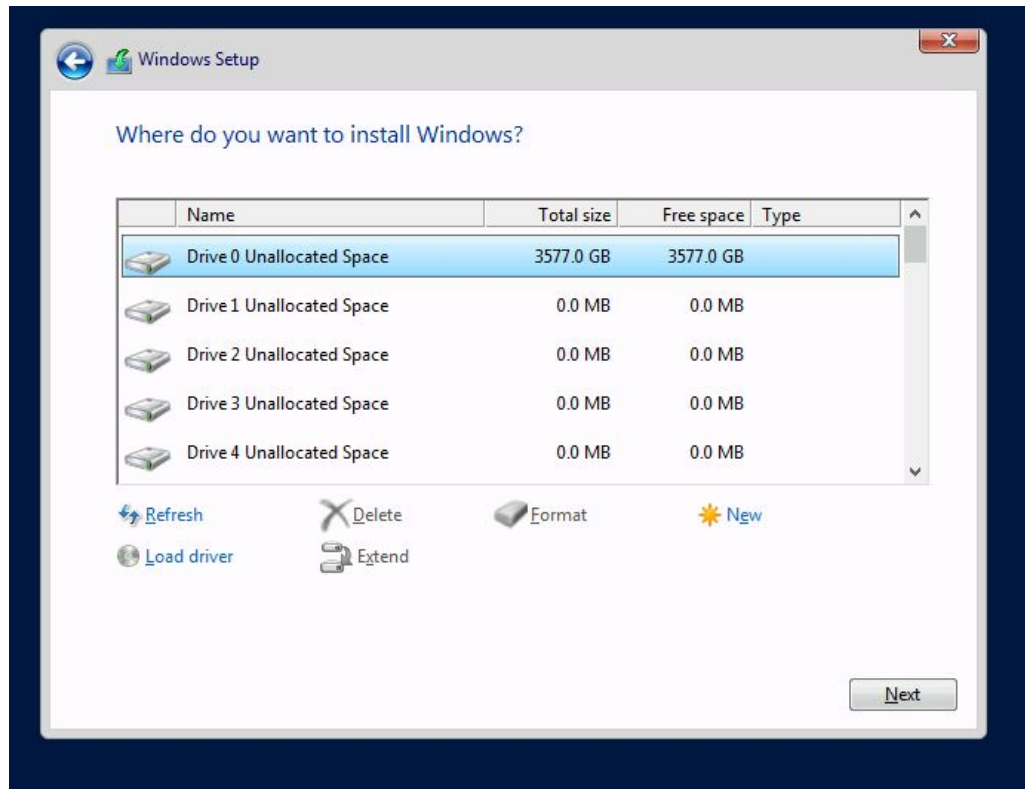 Windows Setup
Where do you want to install Windows?
Name Total size Free space Type
Drive 0 Unallocated Space 3577.0 GB 3577.0 GB
Drive 1 Unallocated Space 0.0 MB 0.0 MB
Drive 2 Unallocated Space 0.0 MB 0.0 MB
Drive 3 Unallocated Space 0.0 MB 0.0 MB
Drive 4 Unallocated Space 0.0 MB 0.0 MB
Refresh Delete Format New
Load driver Extend
Next